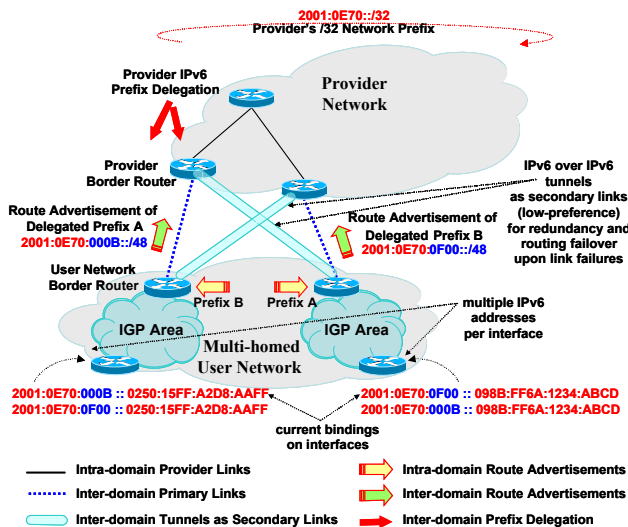 2001:0E70::/32
Provider's /32 Network Prefix
Provider IPv6
Prefix Delegation
Provider
Network
Provider
Border Router
IPv6 over IPv6
tunnels
as secondary links
(low-preference)
for redundancy and
routing failover
upon link failures
Route Advertisement of
Delegated Prefix A
2001:0E70:000B::/48
Route Advertisement of
Delegated Prefix B
2001:0E70:0F00::/48
User Network
Border Router
Prefix B
Prefix A
IGP Area
IGP Area
multiple IPv6
addresses
per interface
Multi-homed
User Network
2001:0E70:000B :: 0250:15FF:A2D8:AAFF
2001:0E70:0F00 :: 0250:15FF:A2D8:AAFF
2001:0E70:0F00 :: 098B:FF6A:1234:ABCD
2001:0E70:000B :: 098B:FF6A:1234:ABCD
current bindings
on interfaces
Intra-domain Provider Links
Inter-domain Primary Links
Inter-domain Tunnels as Secondary Links
Intra-domain Route Advertisements
Inter-domain Route Advertisements
Inter-domain Prefix Delegation